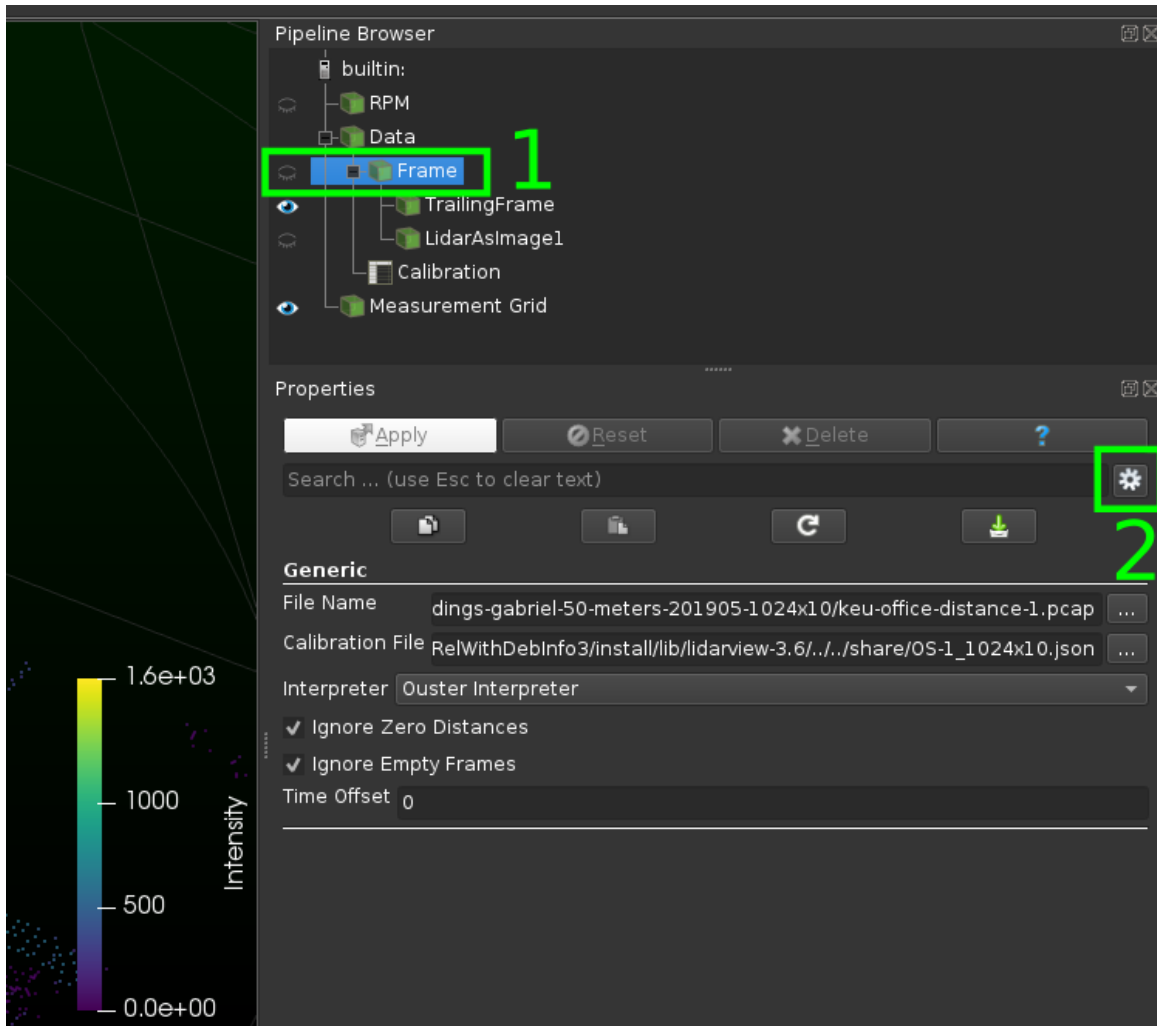 Pipeline Browser
builtin:
RPM
Data
1
Frame
TrailingFrame
LidarAsImage1
Calibration
Measurement Grid
Properties
Apply
Reset
Delete
?
Search ... (use Esc to clear text)
2
Generic
File Name dings-gabriel-50-meters-201905-1024x10/keu-office-distance-1.pcap ...
Calibration File RelWithDebInfo3/install/lib/lidarview-3.6/../../share/OS-1_1024x10.json ...
Interpreter Ouster Interpreter
Ignore Zero Distances
Ignore Empty Frames
Time Offset 0
1.6e+03
1000
500
0.0e+00
Intensity